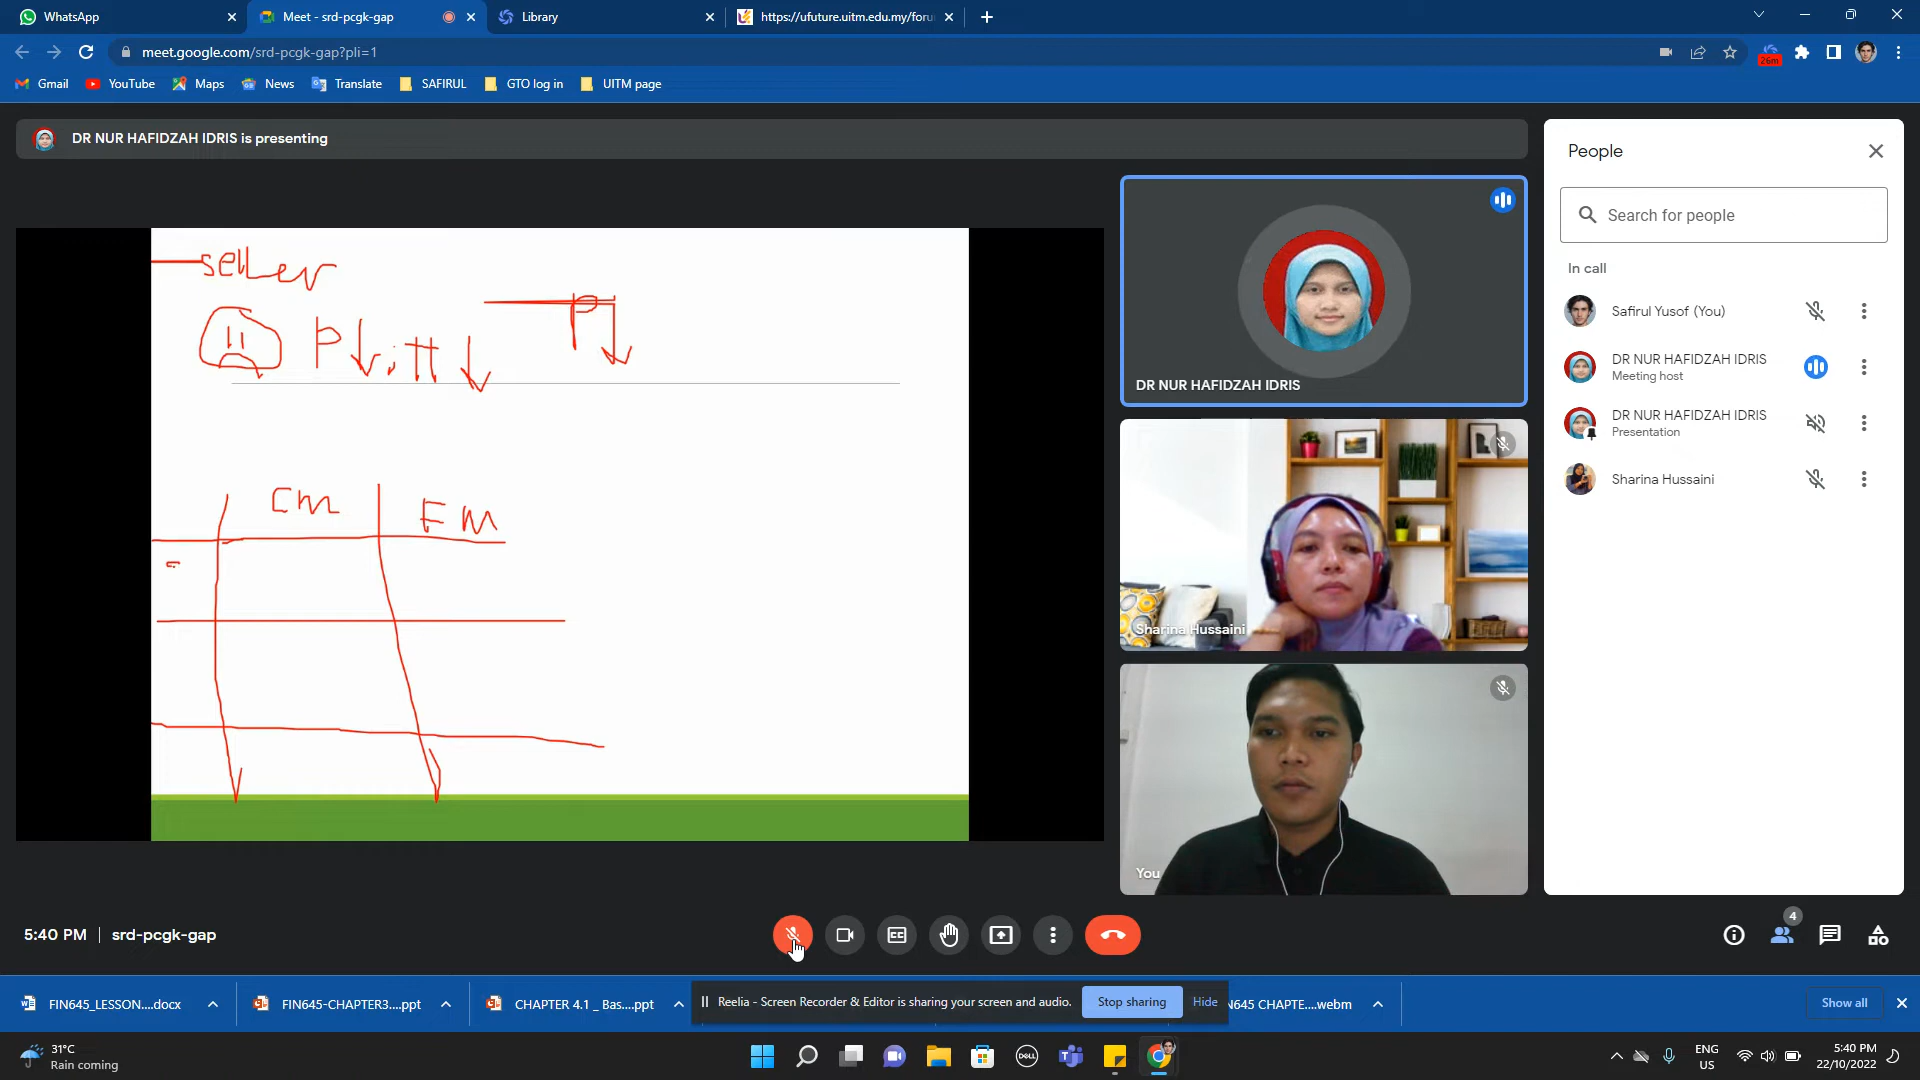 WhatsApp
Meet - srd-pcgk-gap
Library
https://ufuture.uitm.edu.my/foru
meet.google.com/srd-pcgk-gap?pli=1
26m
Gmail
YouTube
Maps
News
Translate
SAFIRUL
GTO log in
UITM page
DR NUR HAFIDZAH IDRIS is presenting
seller
P
P
CM
FM
DR NUR HAFIDZAH IDRIS
Sharina Hussaini
You
People
Search for people
In call
Safirul Yusof (You)
DR NUR HAFIDZAH IDRIS
Meeting host
DR NUR HAFIDZAH IDRIS
Presentation
Sharina Hussaini
5:40 PM | srd-pcgk-gap
4
FIN645_LESSON....docx
FIN645-CHAPTER3....ppt
CHAPTER 4.1 _ Bas....ppt
Reelia - Screen Recorder & Editor is sharing your screen and audio.
Stop sharing
Hide
N645 CHAPTE....webm
Show all
31°C
Rain coming
DELL
ENG
US
5:40 PM
22/10/2022